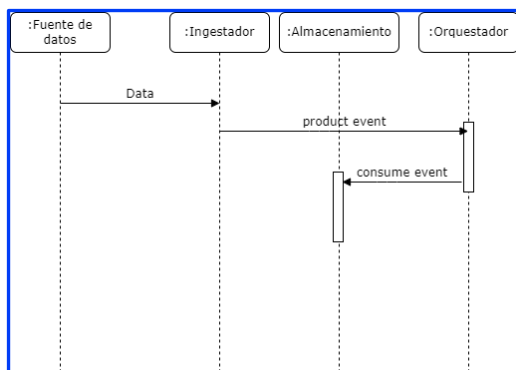 :Fuente de
datos
:Ingestador
:Almacenamiento
:Orquestador
Data
product event
consume event